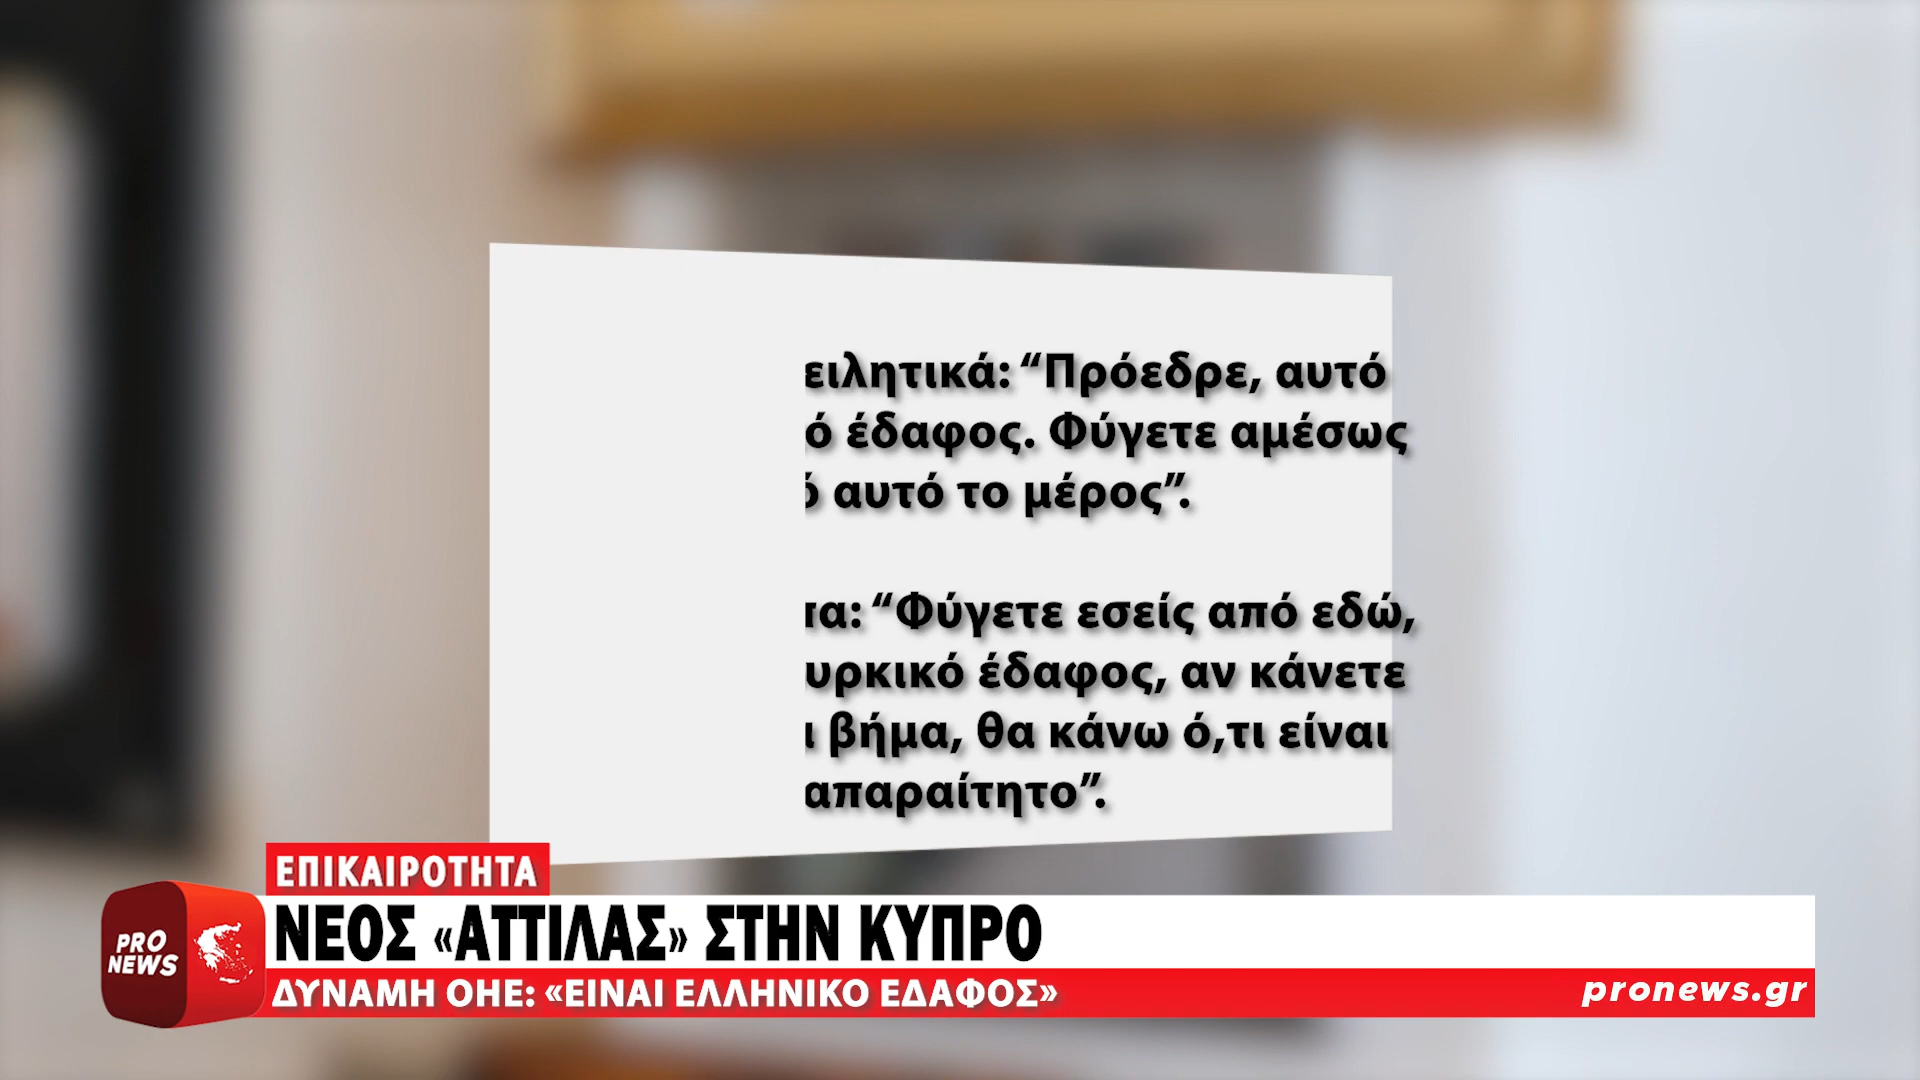 ειλητικά: “Πρόεδρε, αυτό
ό έδαφος. Φύγετε αμέσως
ό αυτό το μέρος”.
τα: “Φύγετε εσείς από εδώ,
υρκικό έδαφος, αν κάνετε
ι βήμα, θα κάνω ό,τι είναι
απαραίτητο”.
ΕΠΙΚΑΙΡΟΤΗΤΑ
PRO
NEWS
ΝΕΟΣ «ΑΤΤΙΛΑΣ» ΣΤΗΝ ΚΥΠΡΟ
ΔΥΝΑΜΗ ΟΗΕ: «ΕΙΝΑΙ ΕΛΛΗΝΙΚΟ ΕΔΑΦΟΣ»
pronews.gr